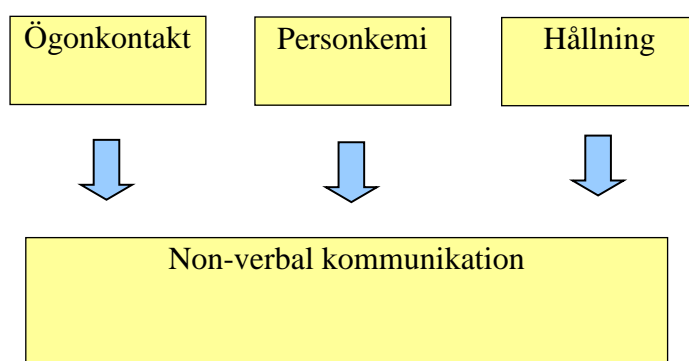 Ögonkontakt
Personkemi
Hållning
Non-verbal kommunikation